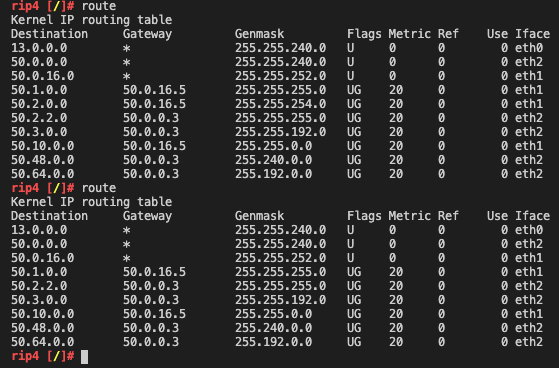 rip4 [/]# route
Kernel IP routing table
Destination Gateway Genmask Flags Metric Ref Use Iface
13.0.0.0 * 255.255.240.0 U 0 0 0 eth0
50.0.0.0 * 255.255.240.0 U 0 0 0 eth2
50.0.16.0 * 255.255.252.0 U 0 0 0 eth1
50.1.0.0 50.0.16.5 255.255.255.0 UG 20 0 0 eth1
50.2.0.0 50.0.16.5 255.255.254.0 UG 20 0 0 eth1
50.2.2.0 50.0.0.3 255.255.255.0 UG 20 0 0 eth2
50.3.0.0 50.0.0.3 255.255.192.0 UG 20 0 0 eth2
50.10.0.0 50.0.16.5 255.255.0.0 UG 20 0 0 eth1
50.48.0.0 50.0.0.3 255.240.0.0 UG 20 0 0 eth2
50.64.0.0 50.0.0.3 255.192.0.0 UG 20 0 0 eth2
rip4 [/]# route
Kernel IP routing table
Destination Gateway Genmask Flags Metric Ref Use Iface
13.0.0.0 * 255.255.240.0 U 0 0 0 eth0
50.0.0.0 * 255.255.240.0 U 0 0 0 eth2
50.0.16.0 * 255.255.252.0 U 0 0 0 eth1
50.1.0.0 50.0.16.5 255.255.255.0 UG 20 0 0 eth1
50.2.2.0 50.0.0.3 255.255.255.0 UG 20 0 0 eth2
50.3.0.0 50.0.0.3 255.255.192.0 UG 20 0 0 eth2
50.10.0.0 50.0.16.5 255.255.0.0 UG 20 0 0 eth1
50.48.0.0 50.0.0.3 255.240.0.0 UG 20 0 0 eth2
50.64.0.0 50.0.0.3 255.192.0.0 UG 20 0 0 eth2
rip4 [/]#